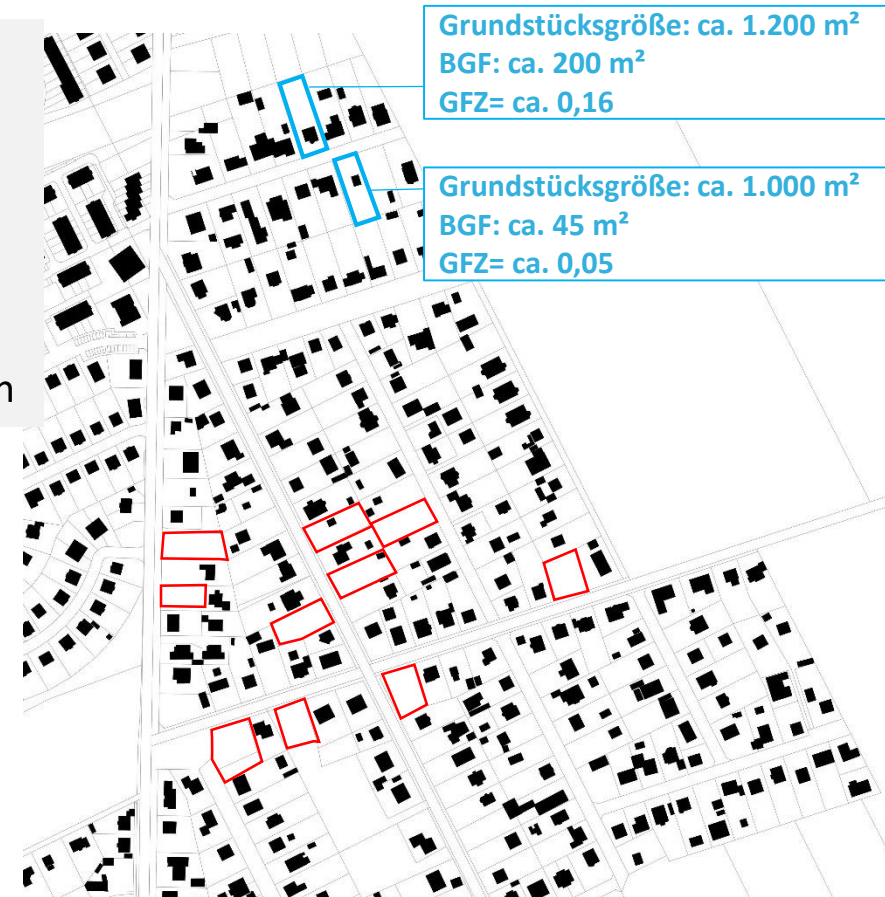 Grundstücksgröße: ca. 1.200 m²
BGF: ca. 200 m²
GFZ= ca. 0,16
Grundstücksgröße: ca. 1.000 m²
BGF: ca. 45 m²
GFZ= ca. 0,05
n